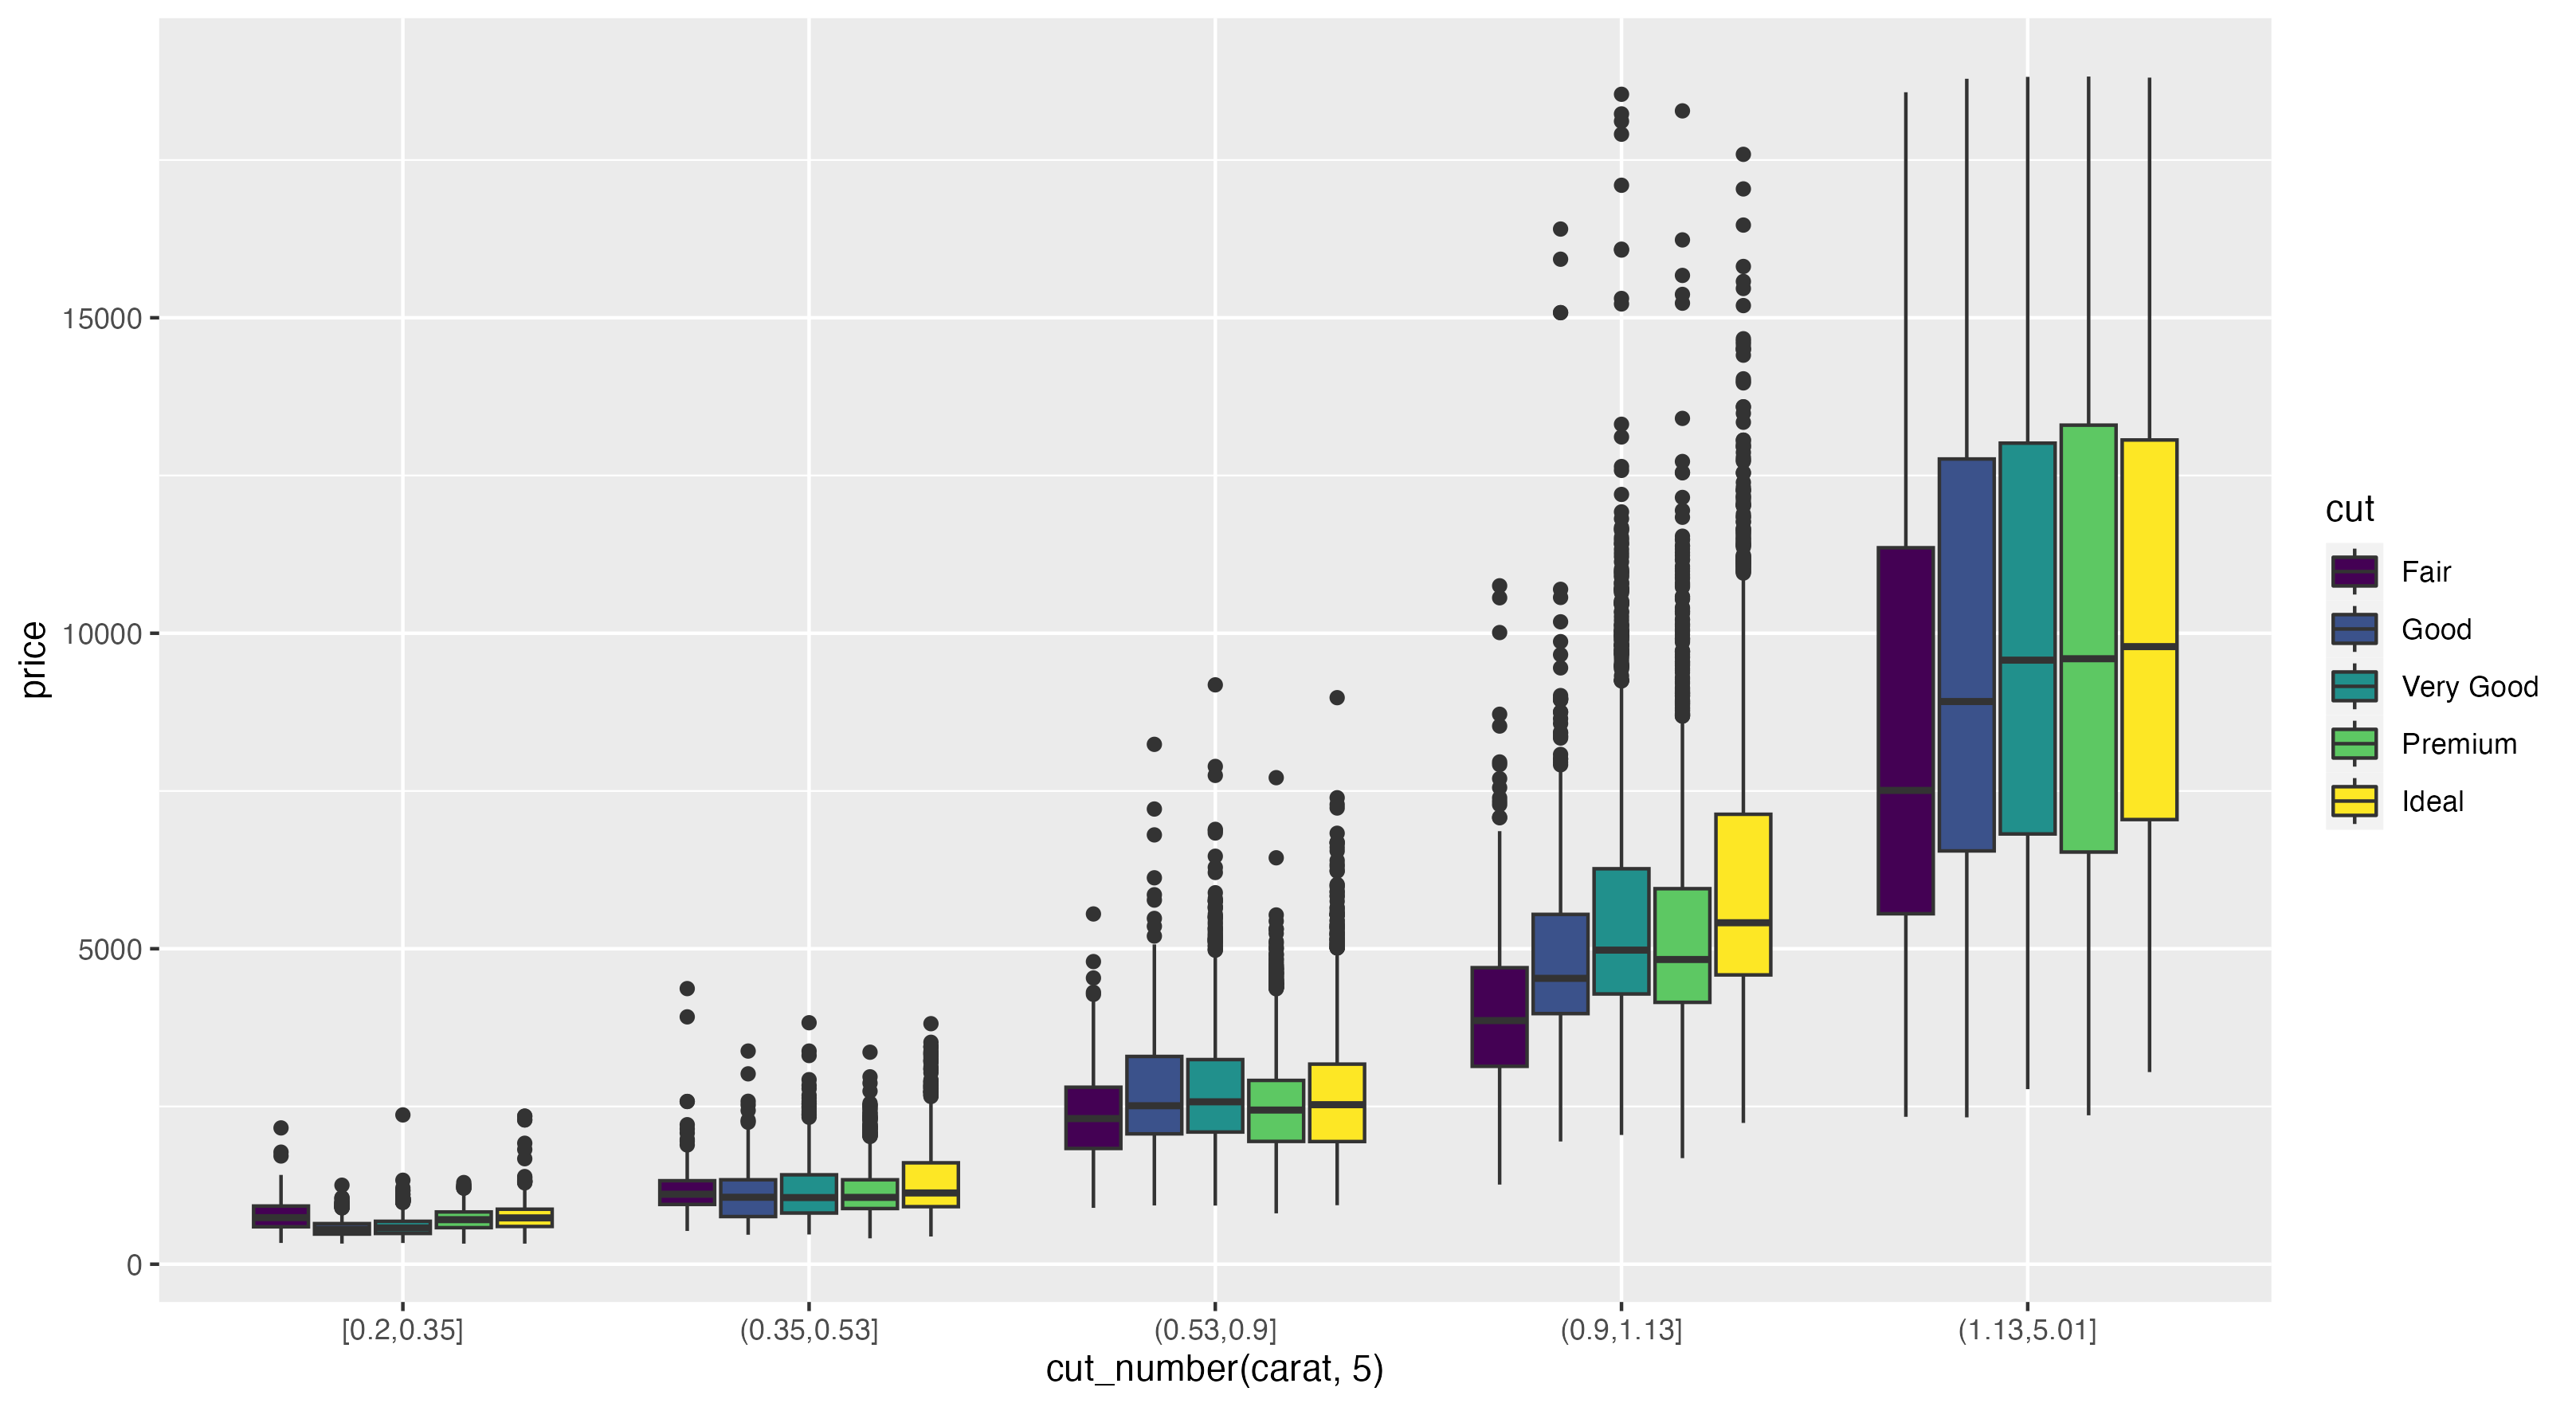 price
15000
10000
5000
0
[0.2,0.35]
(0.35,0.53]
(0.53,0.9]
(0.9,1.13]
(1.13,5.01]
cut_number(carat, 5)
cut
Fair
Good
Very Good
Premium
Ideal